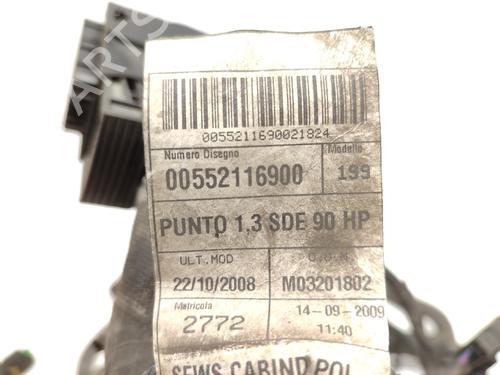 0055211690021824
Numero Disegno Modello
00552116900 199
PUNTO 1,3 SDE 90 HP
ULT.MOD O.D.M.
22/10/2008 M03201802
Matricola 14-09-2009
2772 11:40
SEWS CABIND POL